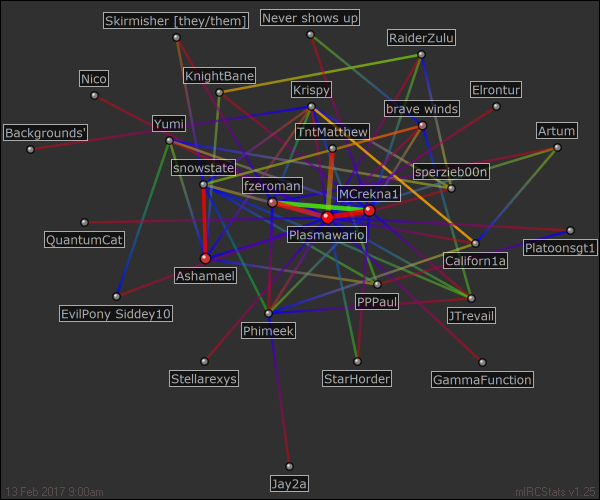 Skirmisher [they/them]
Never shows up
RaiderZulu
Nico
KnightBane
Krispy
Elrontur
Backgrounds'
Yumi
brave winds
TntMatthew
Artum
snowstate
sperzieb00n
fzeroman
MCrekna1
QuantumCat
Plasmawario
Platoonsgt1
Ashamael
Californ1a
EvilPony Siddey10
PPPaul
JTrevail
Phimeek
Stellarexys
StarHorder
GammaFunction
Jay2a
13 Feb 2017 9:00am
mIRCStats v1.25